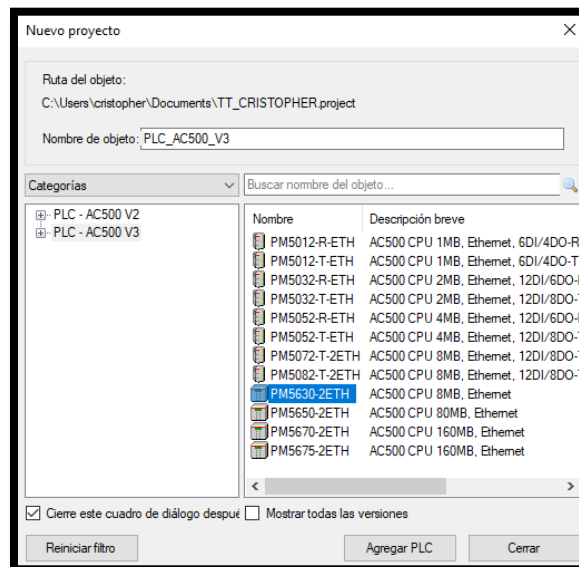 Nuevo proyecto
Ruta del objeto:
C:\Users\cristopher\Documents\TT_CRISTOPHER.project
Nombre de objeto: PLC_AC500_V3
Categorías
Buscar nombre del objeto...
PLC - AC500 V2
PLC - AC500 V3
Nombre Descripción breve
PM5012-R-ETH AC500 CPU 1MB, Ethernet, 6DI/4DO-R
PM5012-T-ETH AC500 CPU 1MB, Ethernet, 6DI/4DO-T
PM5032-R-ETH AC500 CPU 2MB, Ethernet, 12DI/6DO-
PM5032-T-ETH AC500 CPU 2MB, Ethernet, 12DI/8DO-
PM5052-R-ETH AC500 CPU 4MB, Ethernet, 12DI/6DO-
PM5052-T-ETH AC500 CPU 4MB, Ethernet, 12DI/8DO-
PM5072-T-2ETH AC500 CPU 8MB, Ethernet, 12DI/8DO-
PM5082-T-2ETH AC500 CPU 8MB, Ethernet, 12DI/8DO-
PM5630-2ETH AC500 CPU 8MB, Ethernet
PM5650-2ETH AC500 CPU 80MB, Ethernet
PM5670-2ETH AC500 CPU 160MB, Ethernet
PM5675-2ETH AC500 CPU 160MB, Ethernet
Cierre este cuadro de diálogo despué Mostrar todas las versiones
Reiniciar filtro Agregar PLC Cerrar